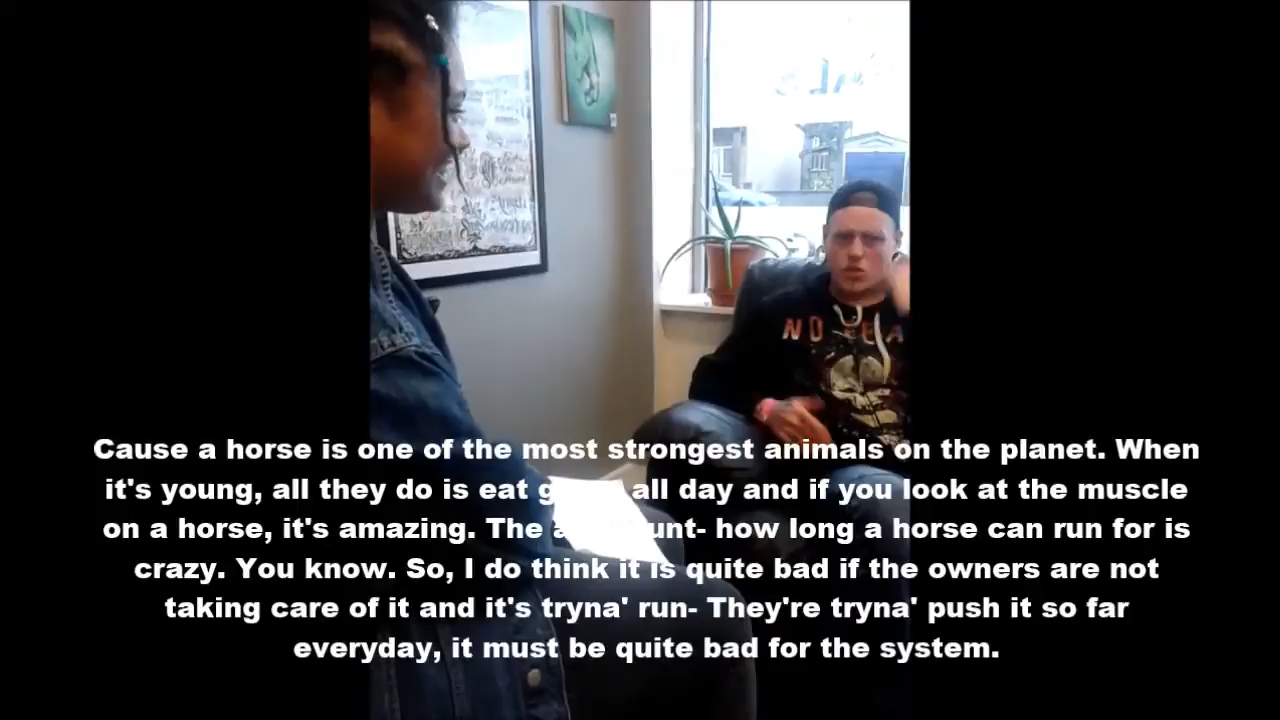 NO FEA
Cause a horse is one of the most strongest animals on the planet. When
it's young, all they do is eat g all day and if you look at the muscle
on a horse, it's amazing. The a unt- how long a horse can run for is
crazy. You know. So, I do think it is quite bad if the owners are not
taking care of it and it's tryna' run- They're tryna' push it so far
everyday, it must be quite bad for the system.